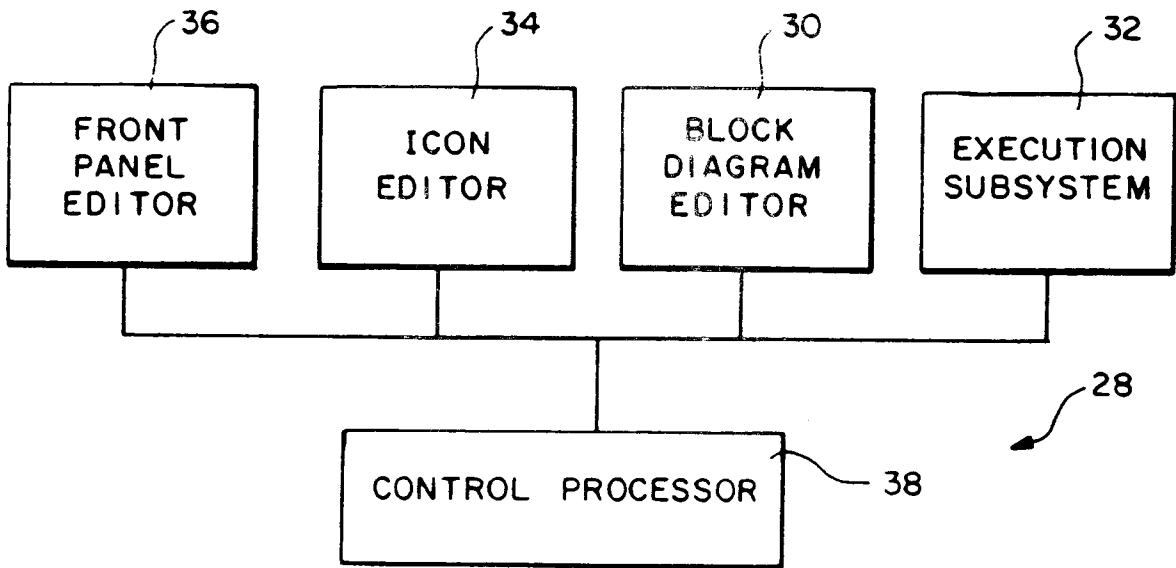 36
34
30
32
FRONT
PANEL
EDITOR
ICON
EDITOR
BLOCK
DIAGRAM
EDITOR
EXECUTION
SUBSYSTEM
28
CONTROL PROCESSOR
38